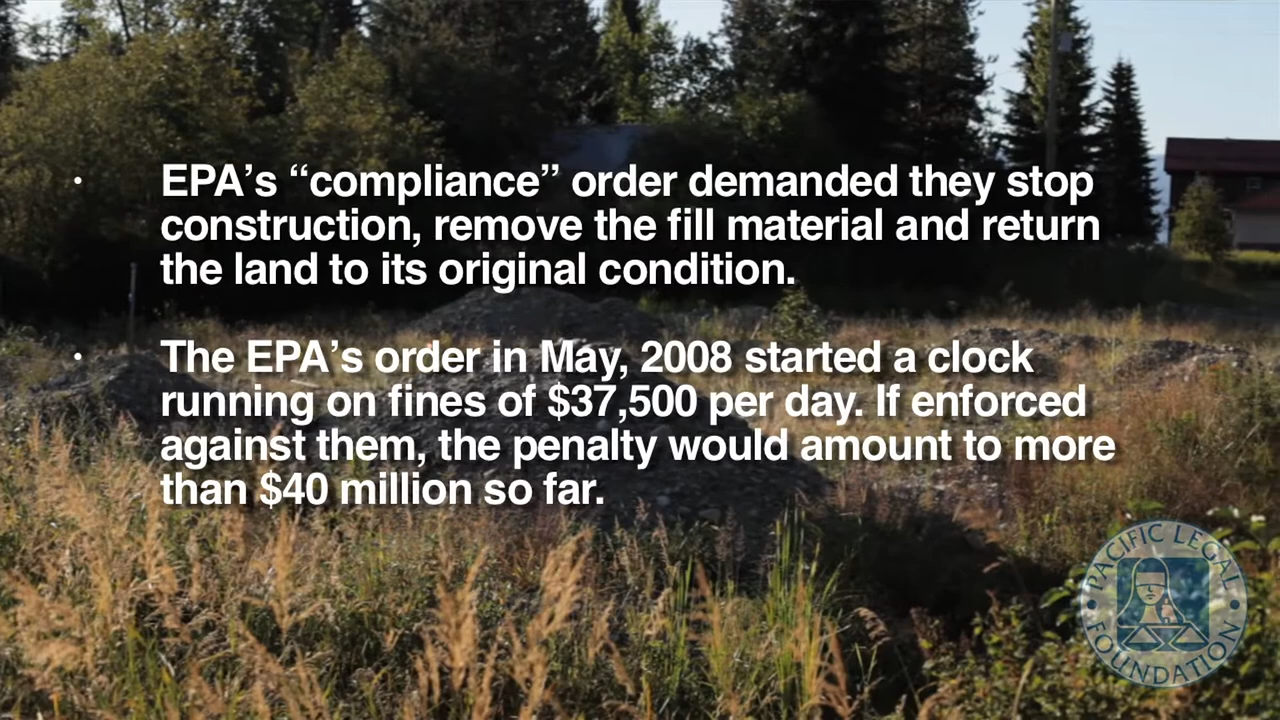 • EPA’s “compliance” order demanded they stop
construction, remove the fill material and return
the land to its original condition.
• The EPA’s order in May, 2008 started a clock
running on fines of $37,500 per day. If enforced
against them, the penalty would amount to more
than $40 million so far.
PACIFIC LEGAL
FOUNDATION